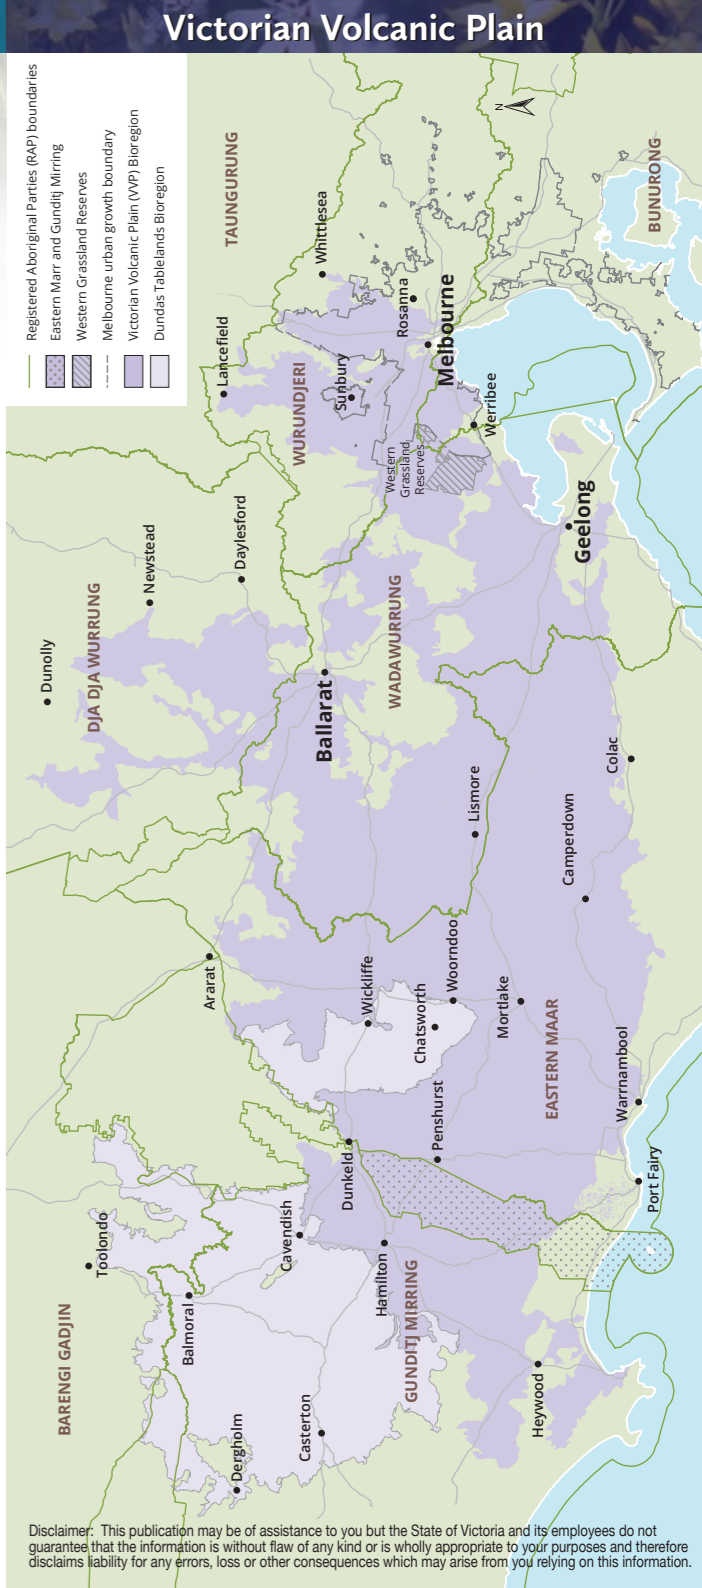 Victorian Volcanic Plain
Registered Aboriginal Parties (RAP) boundaries
Eastern Marr and Gunditj Mirring
Western Grassland Reserves
Melbourne urban growth boundary
Victorian Volcanic Plain (VVP) Bioregion
Dundas Tablelands Bioregion
N
TAUNGURUNG
BUNURONG
Whittlesea
Lancefield
Rosanna
WURUNDJERI
Sunbury
Melbourne
Werribee
Western
Grassland
Reserves
Geelong
Daylesford
Newstead
DJA DJA WURRUNG
Dunolly
WADAWURRUNG
Ballarat
Lismore
Colac
Camperdown
Ararat
Wickliffe
Woorndoo
Chatsworth
Mortlake
EASTERN MAAR
Warrnambool
Penshurst
Dunkeld
Port Fairy
Toolondo
Cavendish
Hamilton
Balmoral
BARENGI GADJIN
GUNDITJ MIRRING
Heywood
Casterton
Dergholm
Disclaimer: This publication may be of assistance to you but the State of Victoria and its employees do not
guarantee that the information is without flaw of any kind or is wholly appropriate to your purposes and therefore
disclaims liability for any errors, loss or other consequences which may arise from you relying on this information.